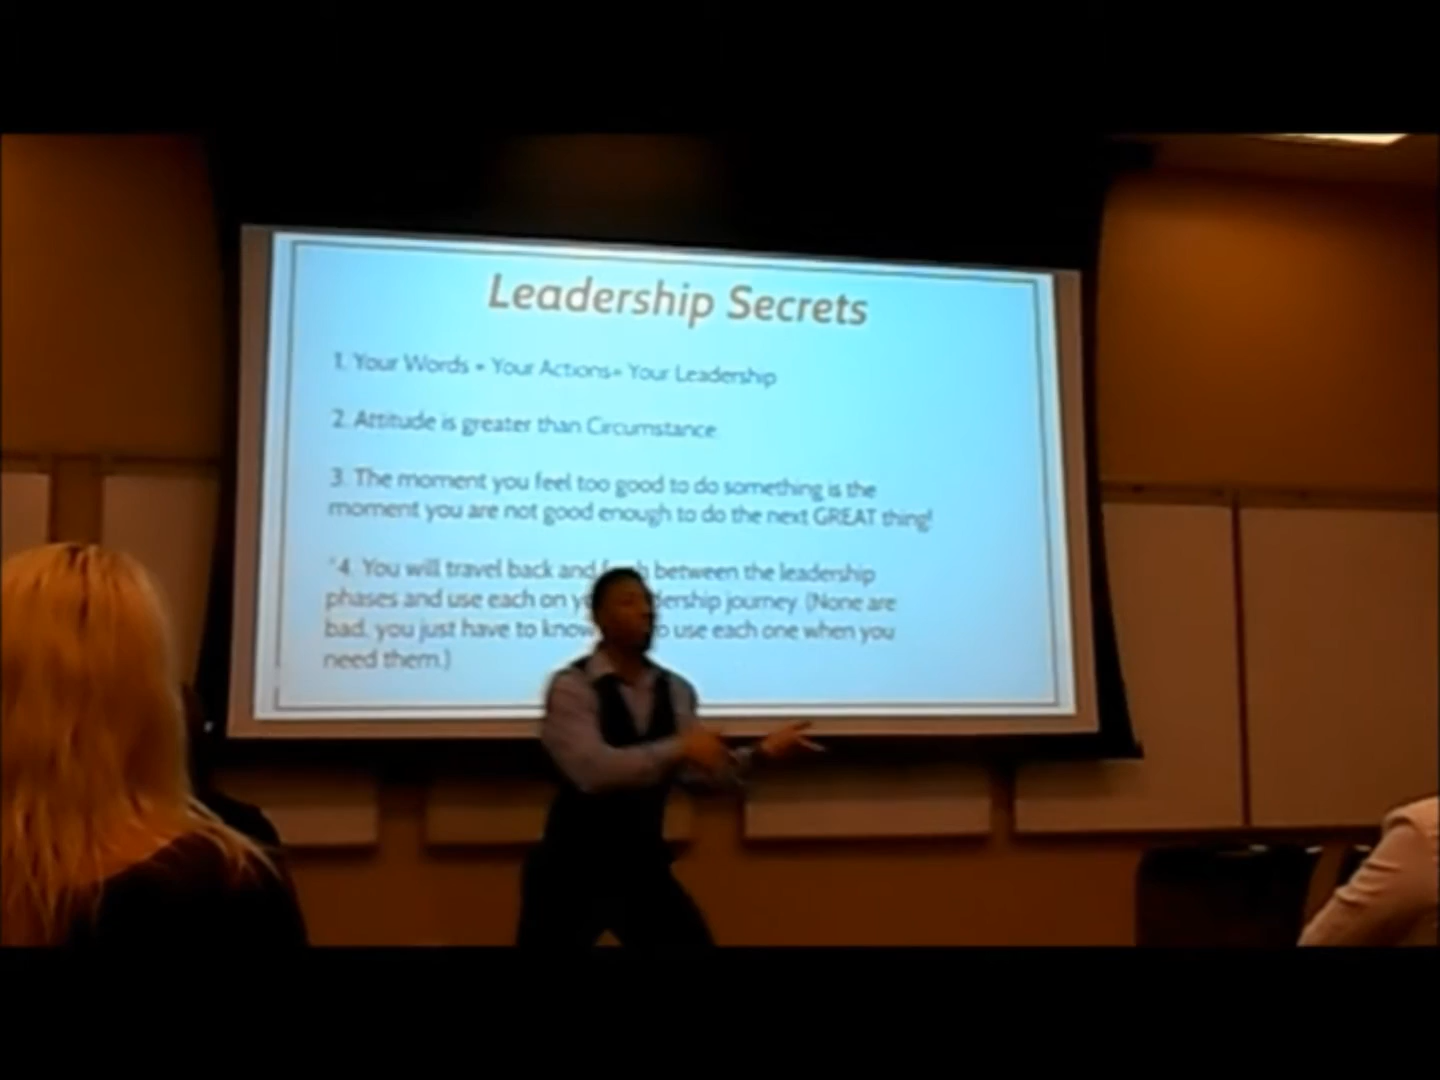 Leadership Secrets
1. Your Words + Your Actions= Your Leadership
2. Attitude is greater than Circumstance
3. The moment you feel too good to do something is the
moment you are not good enough to do the next GREAT thing!
*4. You will travel back and between the leadership
phases and use each on journey. (None are
bad, you just have to know use each one when you
need them.)